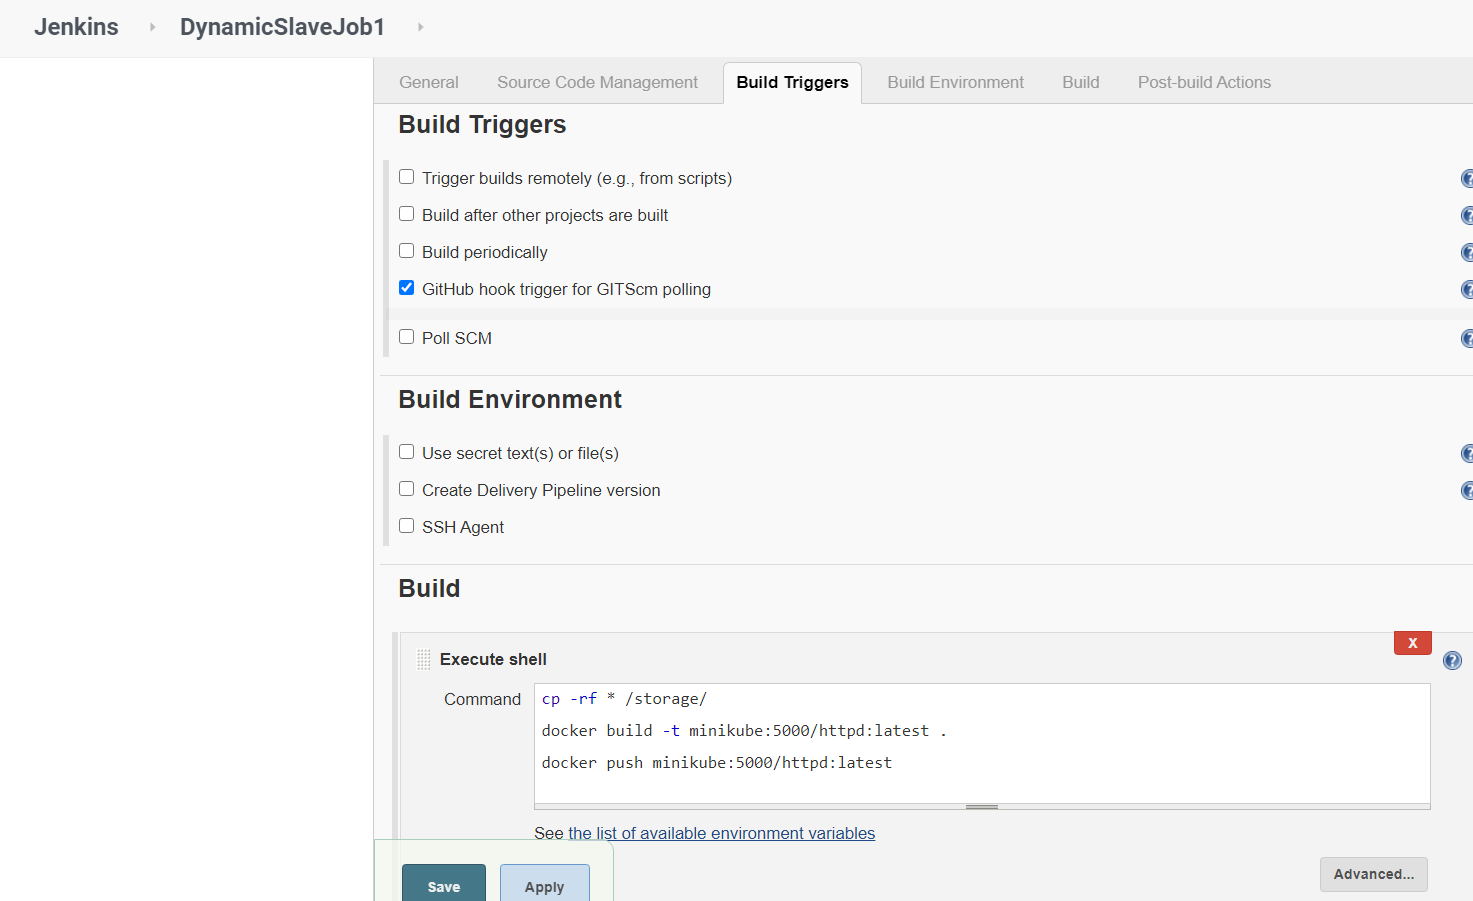 Jenkins DynamicSlaveJob1
General Source Code Management Build Triggers Build Environment Build Post-build Actions
Build Triggers
Trigger builds remotely (e.g., from scripts)
Build after other projects are built
Build periodically
GitHub hook trigger for GITScm polling
Poll SCM
Build Environment
Use secret text(s) or file(s)
Create Delivery Pipeline version
SSH Agent
Build
X
Execute shell
Command
cp -rf * /storage/
docker build -t minikube:5000/httpd:latest .
docker push minikube:5000/httpd:latest
See the list of available environment variables
Advanced...
Save Apply